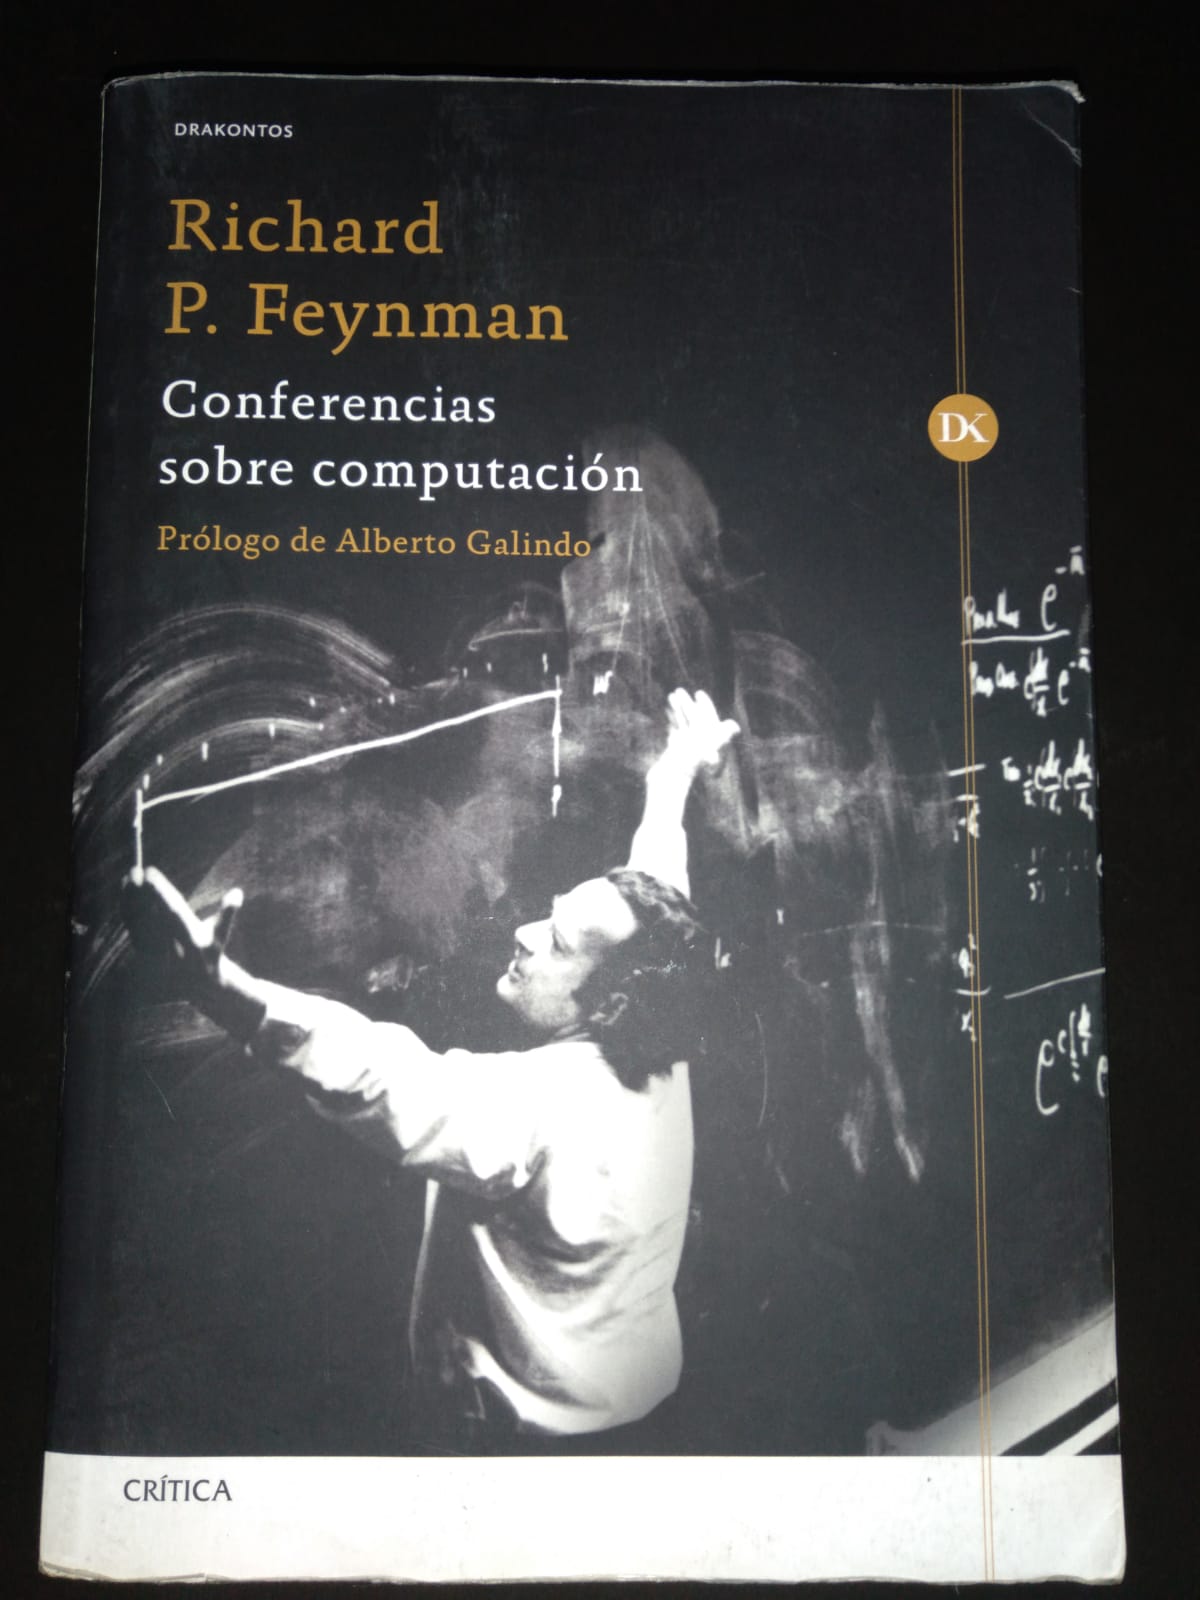 DRAKONTOS
Richard
P. Feynman
Conferencias
sobre computación
Prólogo de Alberto Galindo
DK
CRÍTICA